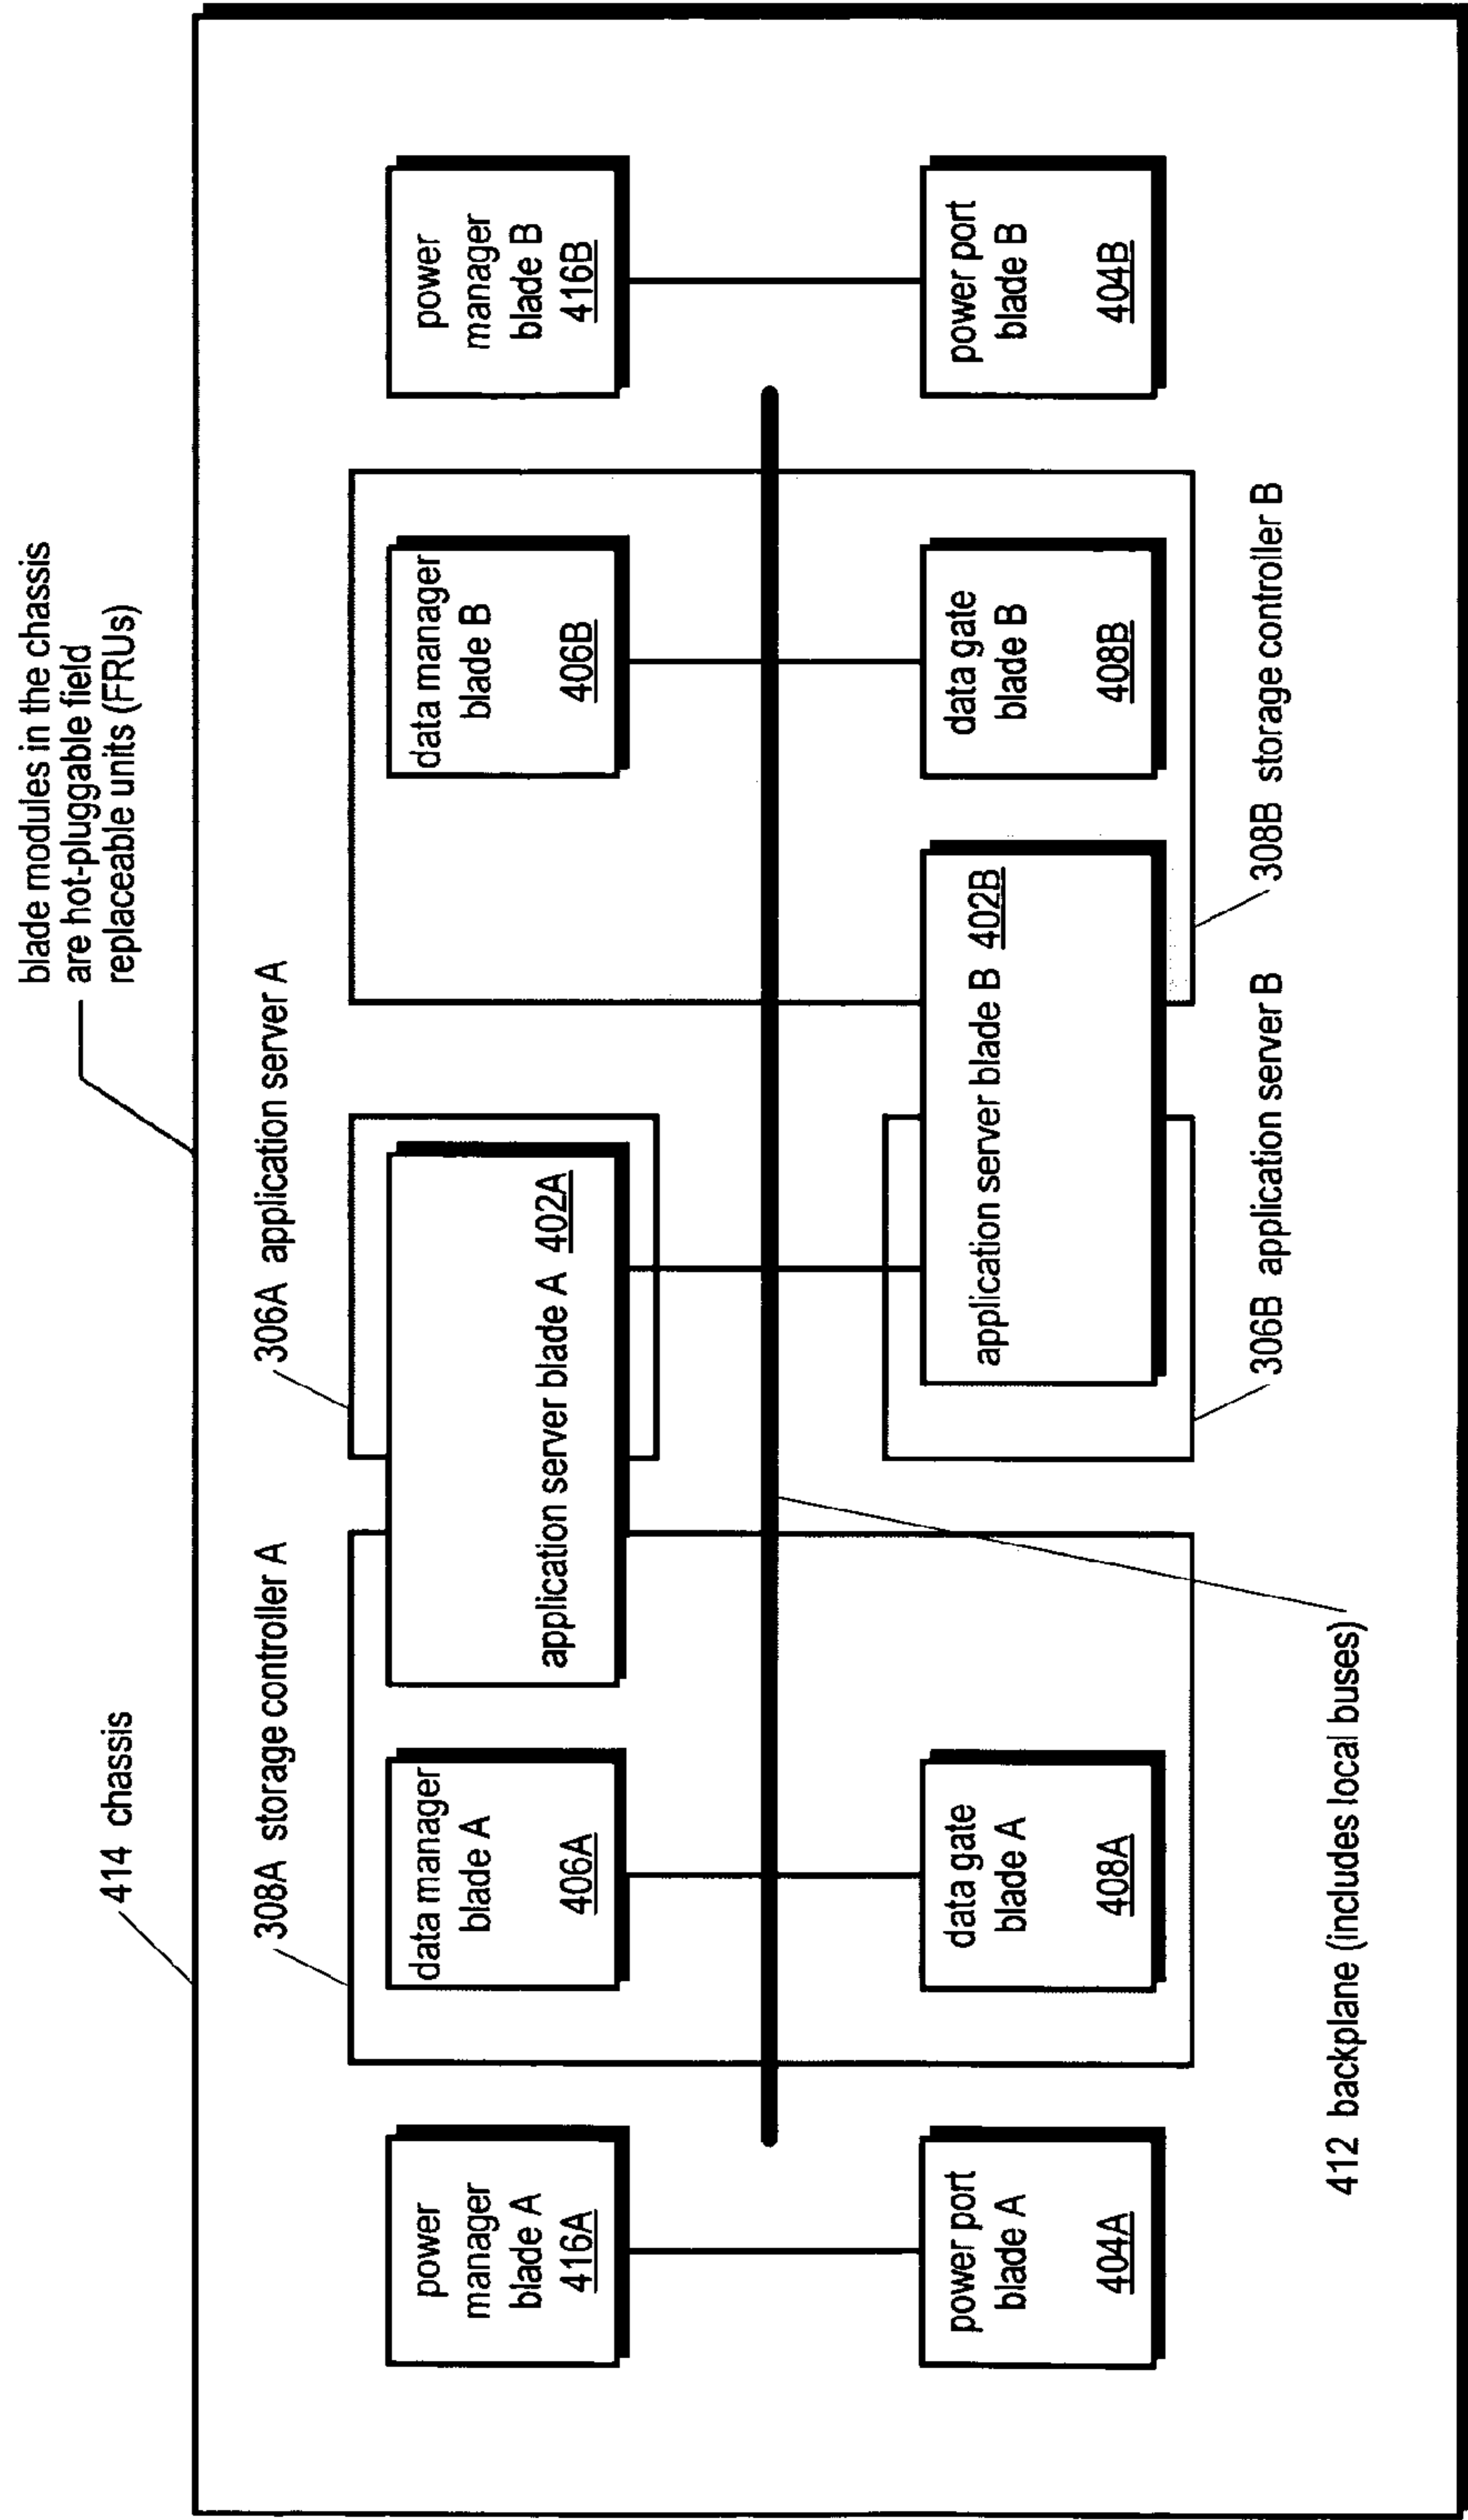 blade modules in the chassis
are hot-pluggable field
replaceable units (FRUs)
414 chassis
308A storage controller A
306A application server A
power
manager
blade A
416A
data manager
blade A
406A
application server blade A 402A
data manager
blade B
406B
power
manager
blade B
416B
power port
blade A
404A
data gate
blade A
408A
application server blade B 402B
data gate
blade B
408B
power port
blade B
404B
306B application server B
308B storage controller B
412 backplane (includes local buses)